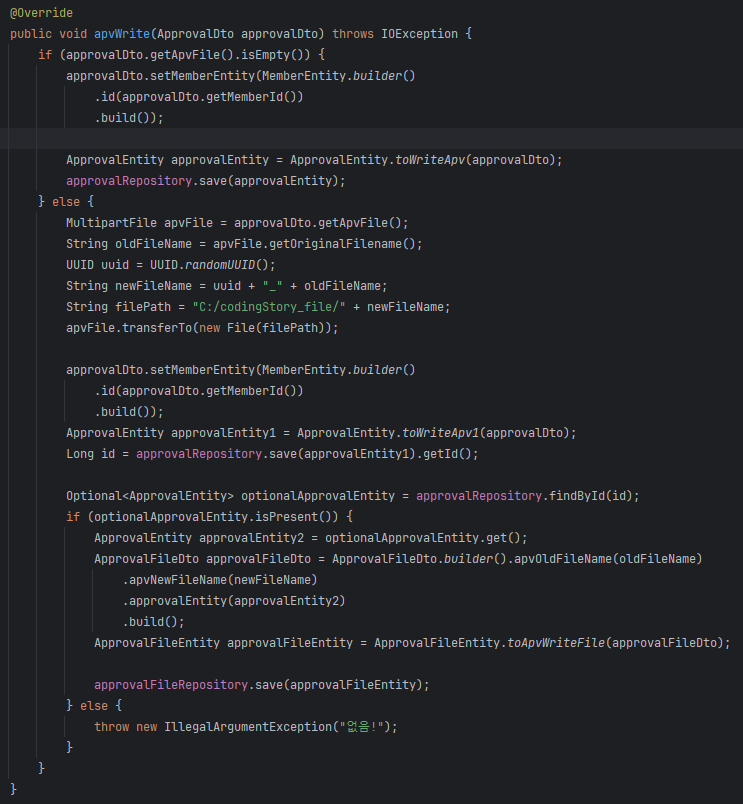 @Override
public void apvWrite(ApprovalDto approvalDto) throws IOException {
    if (approvalDto.getApvFile().isEmpty()) {
        approvalDto.setMemberEntity(MemberEntity.builder()
            .id(approvalDto.getMemberId())
            .build());

        ApprovalEntity approvalEntity = ApprovalEntity.toWriteApv(approvalDto);
        approvalRepository.save(approvalEntity);
    } else {
        MultipartFile apvFile = approvalDto.getApvFile();
        String oldFileName = apvFile.getOriginalFilename();
        UUID uuid = UUID.randomUUID();
        String newFileName = uuid + "_" + oldFileName;
        String filePath = "C:/codingStory_file/" + newFileName;
        apvFile.transferTo(new File(filePath));

        approvalDto.setMemberEntity(MemberEntity.builder()
            .id(approvalDto.getMemberId())
            .build());
        ApprovalEntity approvalEntity1 = ApprovalEntity.toWriteApv1(approvalDto);
        Long id = approvalRepository.save(approvalEntity1).getId();

        Optional<ApprovalEntity> optionalApprovalEntity = approvalRepository.findById(id);
        if (optionalApprovalEntity.isPresent()) {
            ApprovalEntity approvalEntity2 = optionalApprovalEntity.get();
            ApprovalFileDto approvalFileDto = ApprovalFileDto.builder().apvOldFileName(oldFileName)
                .apvNewFileName(newFileName)
                .approvalEntity(approvalEntity2)
                .build();
            ApprovalFileEntity approvalFileEntity = ApprovalFileEntity.toApvWriteFile(approvalFileDto);

            approvalFileRepository.save(approvalFileEntity);
        } else {
            throw new IllegalArgumentException("없음!");
        }
    }
}